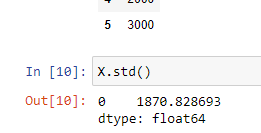 5 3000
In [10]: X.std()
Out[10]: 0 1870.828693
dtype: float64